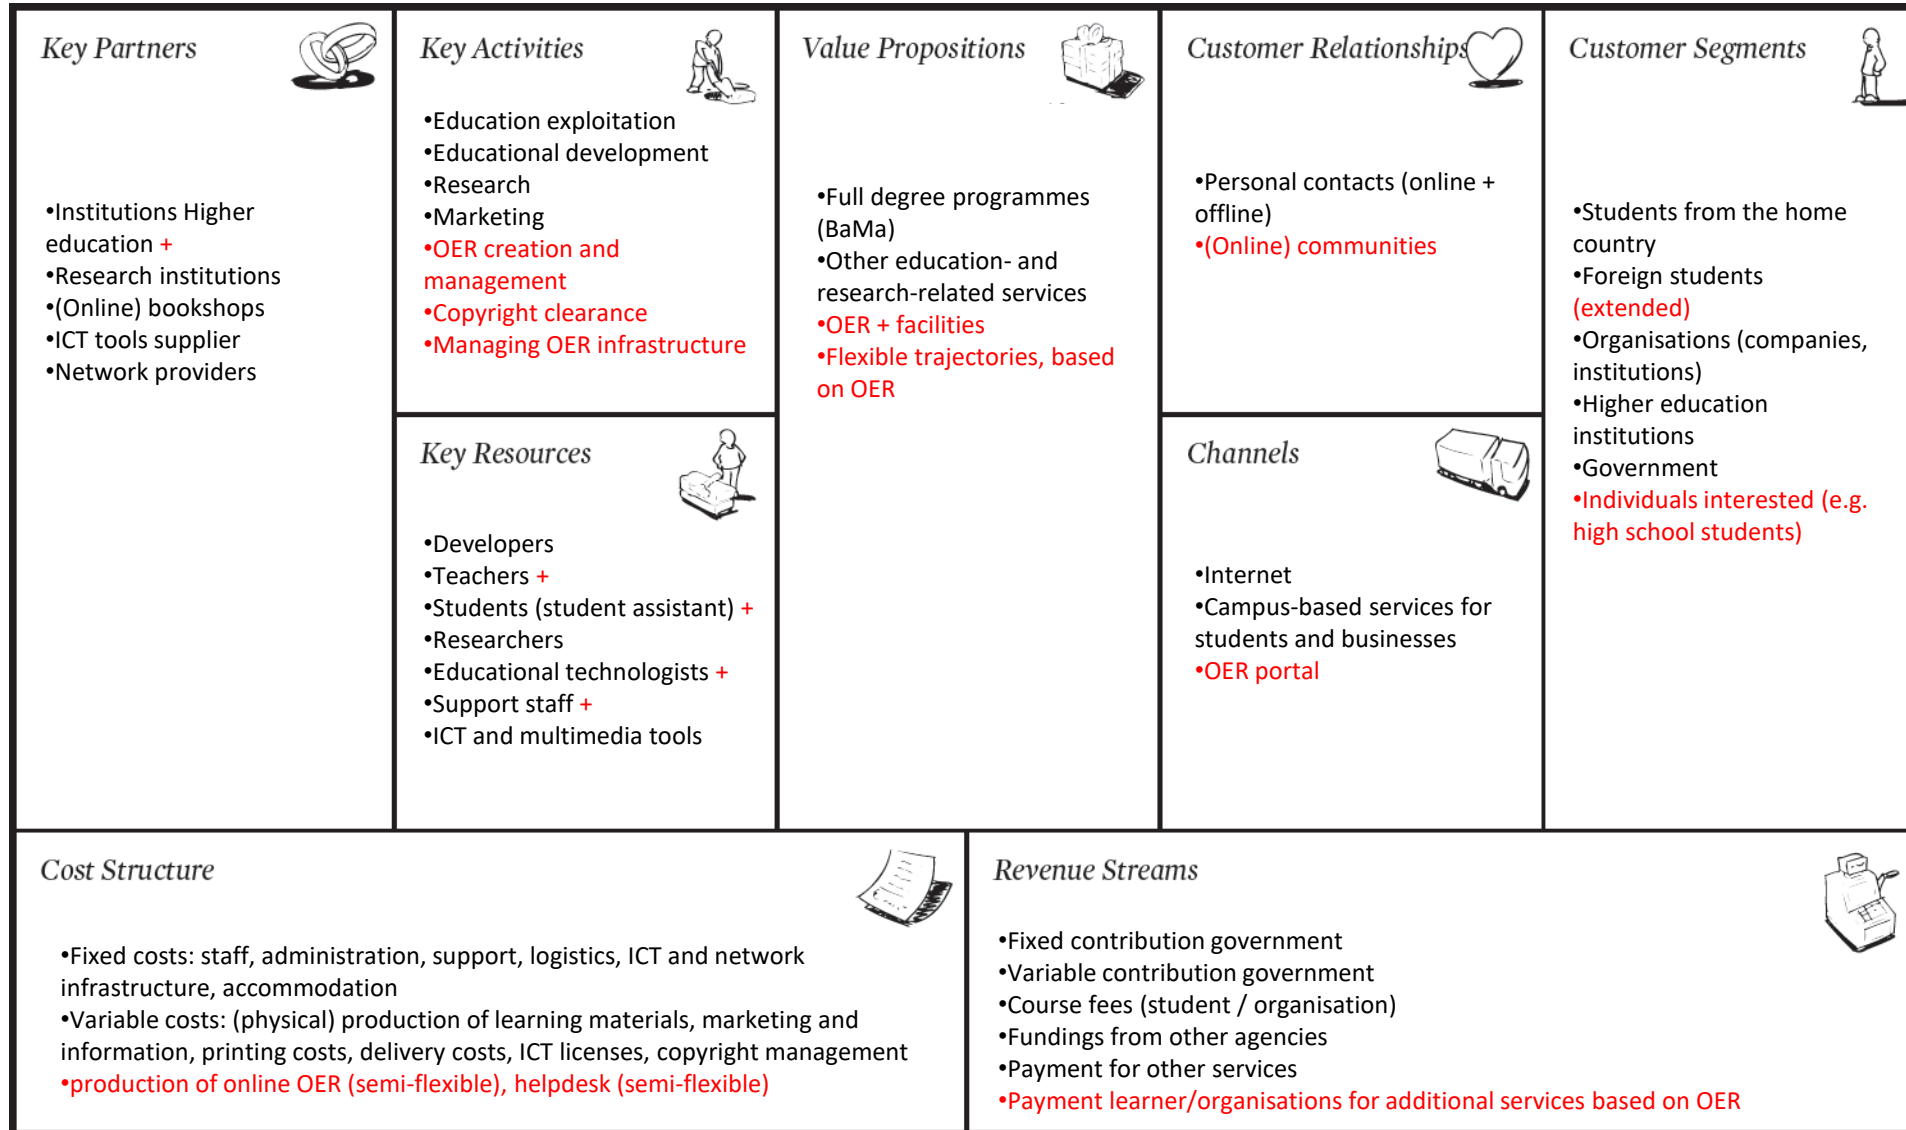 Key Partners
•Institutions Higher
education +
•Research institutions
•(Online) bookshops
•ICT tools supplier
•Network providers
Key Activities
•Education exploitation
•Educational development
•Research
•Marketing
•OER creation and
management
•Copyright clearance
•Managing OER infrastructure
Key Resources
•Developers
•Teachers +
•Students (student assistant) +
•Researchers
•Educational technologists +
•Support staff +
•ICT and multimedia tools
Value Propositions
•Full degree programmes
(BaMa)
•Other education- and
research-related services
•OER + facilities
•Flexible trajectories, based
on OER
Customer Relationships
•Personal contacts (online +
offline)
•(Online) communities
Channels
•Internet
•Campus-based services for
students and businesses
•OER portal
Customer Segments
•Students from the home
country
•Foreign students
(extended)
•Organisations (companies,
institutions)
•Higher education
institutions
•Government
•Individuals interested (e.g.
high school students)
Cost Structure
•Fixed costs: staff, administration, support, logistics, ICT and network
infrastructure, accommodation
•Variable costs: (physical) production of learning materials, marketing and
information, printing costs, delivery costs, ICT licenses, copyright management
•production of online OER (semi-flexible), helpdesk (semi-flexible)
Revenue Streams
•Fixed contribution government
•Variable contribution government
•Course fees (student / organisation)
•Fundings from other agencies
•Payment for other services
•Payment learner/organisations for additional services based on OER